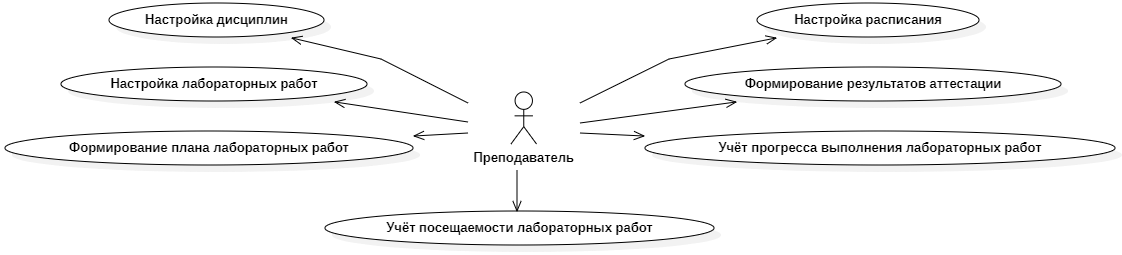 Настройка дисциплин
Настройка расписания
Настройка лабораторных работ
Формирование результатов аттестации
Формирование плана лабораторных работ
Преподаватель
Учёт прогресса выполнения лабораторных работ
Учёт посещаемости лабораторных работ